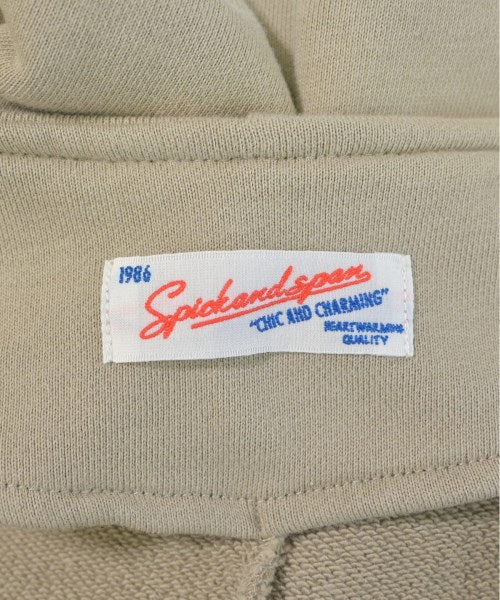 1986
Spickandspan
"CHIC AND CHARMING"
HEARTWARMING
QUALITY